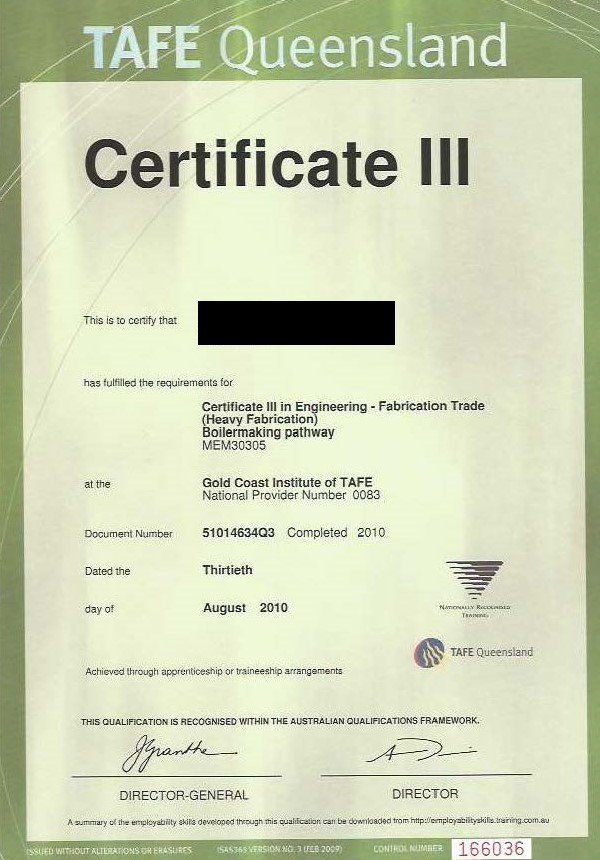 TAFE Queensland
Certificate III
This is to certify that
has fulfilled the requirements for
Certificate III in Engineering - Fabrication Trade
(Heavy Fabrication)
Boilermaking pathway
MEM30305
at the Gold Coast Institute of TAFE
National Provider Number 0083
Document Number 51014634Q3 Completed 2010
Dated the Thirtieth
day of August 2010
NATIONALLY RECOGNISED
TRAINING
TAFE Queensland
Achieved through apprenticeship or traineeship arrangements
THIS QUALIFICATION IS RECOGNISED WITHIN THE AUSTRALIAN QUALIFICATIONS FRAMEWORK.
DIRECTOR-GENERAL DIRECTOR
A summary of the employability skills developed through this qualification can be downloaded from http://employabilityskills.training.com.au
ISSUED WITHOUT ALTERATIONS OR ERASURES (SAS365 VERSION NO. 3 (FEB 2009) CONTROL NUMBER 166036